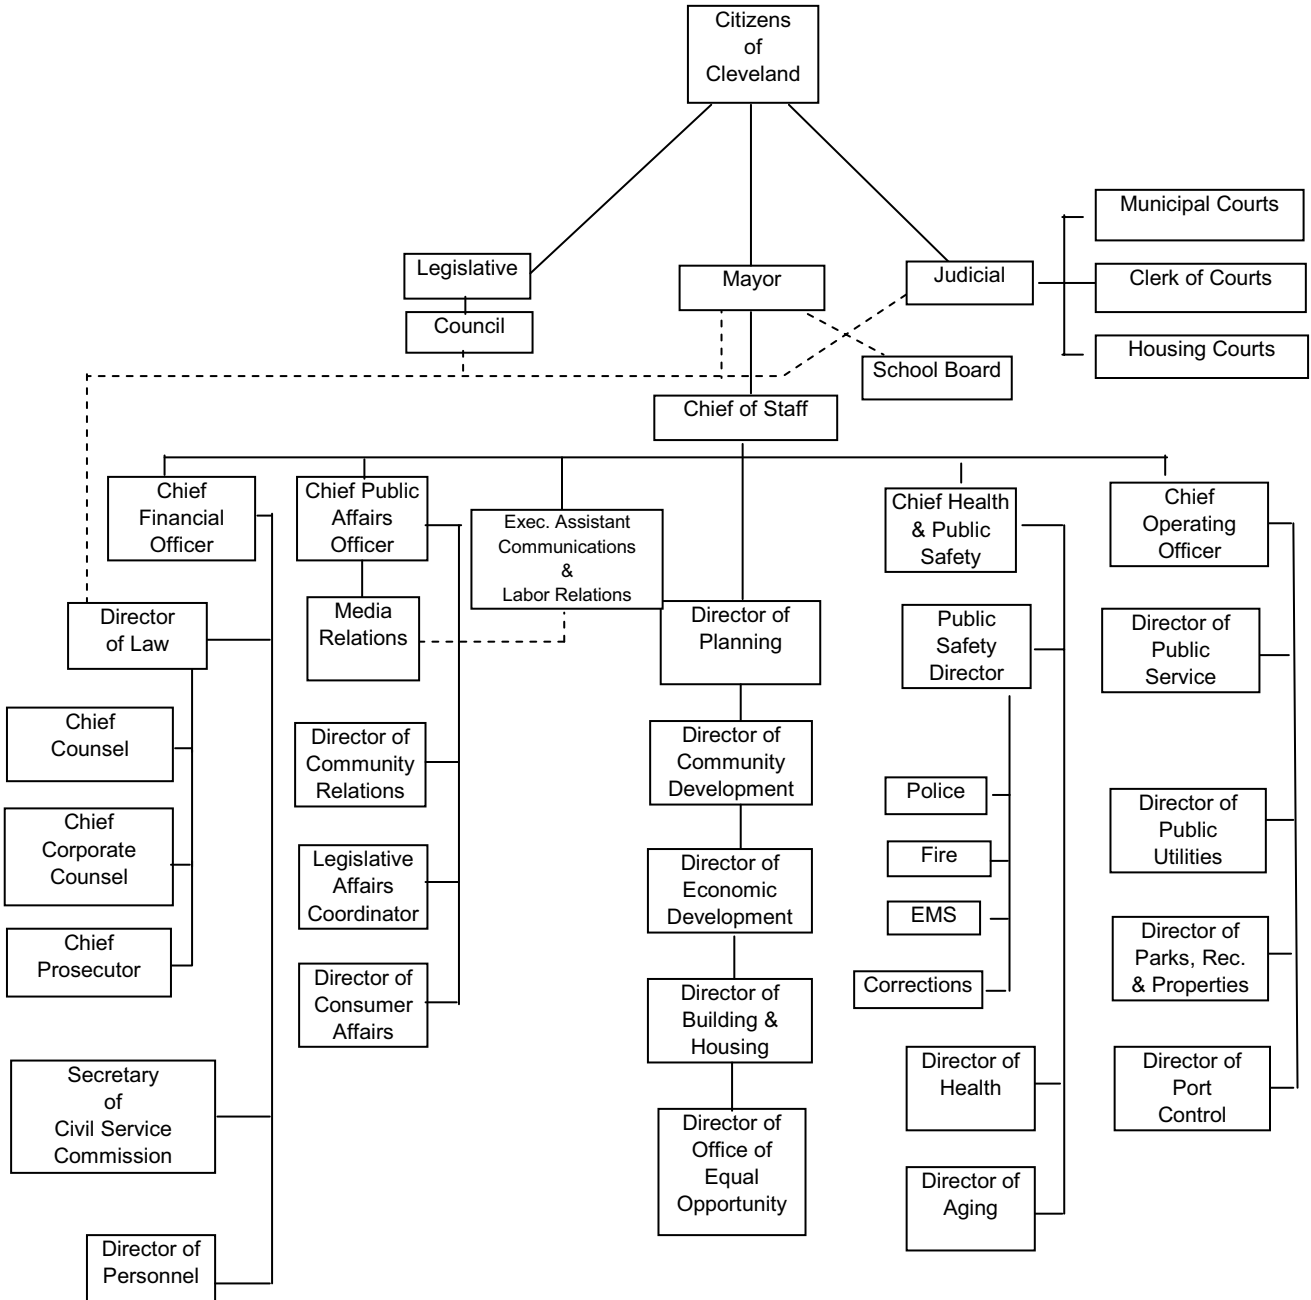 Citizens
of
Cleveland
Municipal Courts
Legislative
Mayor
Judicial
Clerk of Courts
Council
Housing Courts
School Board
Chief of Staff
Chief
Financial
Officer
Chief Public
Affairs
Officer
Exec. Assistant
Communications
&
Labor Relations
Chief Health
& Public
Safety
Chief
Operating
Officer
Director
of Law
Media
Relations
Director of
Planning
Public
Safety
Director
Director of
Public
Service
Chief
Counsel
Director of
Community
Relations
Director of
Community
Development
Police
Director of
Public
Utilities
Chief
Corporate
Counsel
Legislative
Affairs
Coordinator
Director of
Economic
Development
Fire
EMS
Chief
Prosecutor
Director of
Consumer
Affairs
Director of
Building &
Housing
Corrections
Director of
Parks, Rec.
& Properties
Secretary
of
Civil Service
Commission
Director of
Office of
Equal
Opportunity
Director of
Health
Director of
Port
Control
Director of
Aging
Director of
Personnel